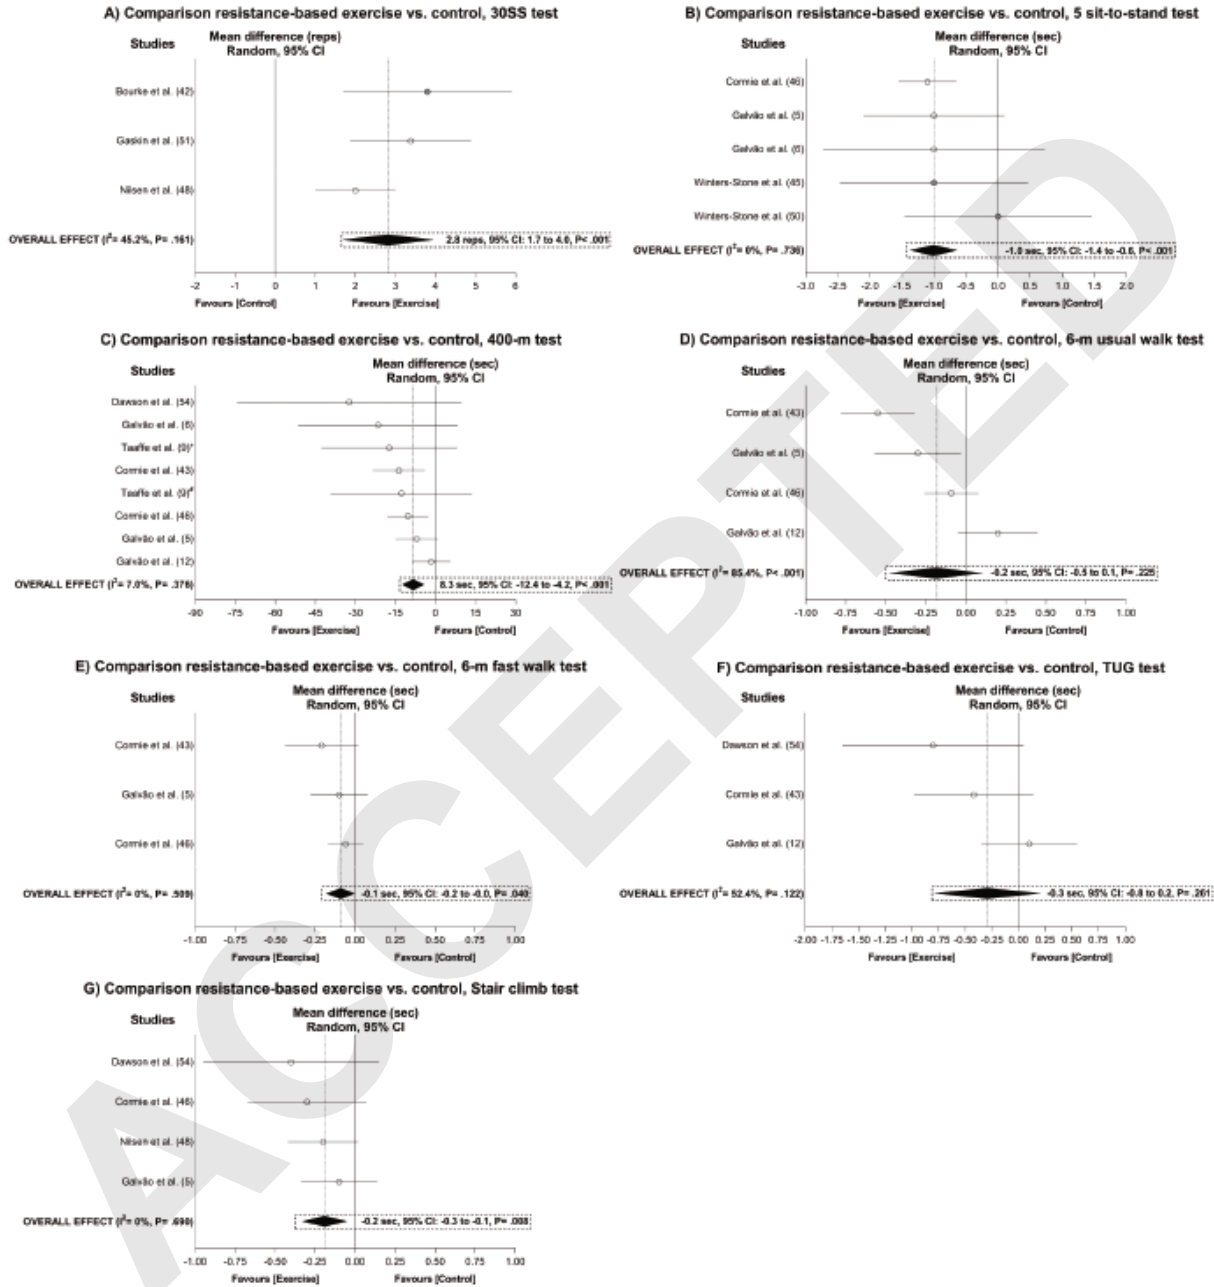 A) Comparison resistance-based exercise vs. control, 30SS test
Studies
Mean difference (reps)
Random, 95% CI
Bourke et al. (42)
Gaskin et al. (51)
Nilsen et al. (48)
OVERALL EFFECT (I²= 45.2%, P= .161)
2.8 reps, 95% CI: 1.7 to 4.0, P< .001
-2 -1 0 1 2 3 4 5 6
Favours [Control] Favours [Exercise]
B) Comparison resistance-based exercise vs. control, 5 sit-to-stand test
Studies
Mean difference (sec)
Random, 95% CI
Cormie et al. (46)
Galvão et al. (5)
Galvão et al. (6)
Winters-Stone et al. (45)
Winters-Stone et al. (50)
OVERALL EFFECT (I²= 0%, P= .736)
-1.0 sec, 95% CI: -1.4 to -0.6, P< .001
-3.0 -2.5 -2.0 -1.5 -1.0 -0.5 0.0 0.5 1.0 1.5 2.0
Favours [Exercise] Favours [Control]
C) Comparison resistance-based exercise vs. control, 400-m test
Studies
Mean difference (sec)
Random, 95% CI
Dawson et al. (54)
Galvão et al. (6)
Taaffe et al. (9)*
Cormie et al. (43)
Taaffe et al. (9)#
Cormie et al. (46)
Galvão et al. (5)
Galvão et al. (12)
OVERALL EFFECT (I²= 7.0%, P= .376)
8.3 sec, 95% CI: -12.4 to -4.2, P< .001
-90 -75 -60 -45 -30 -15 0 15 30
Favours [Exercise] Favours [Control]
D) Comparison resistance-based exercise vs. control, 6-m usual walk test
Studies
Mean difference (sec)
Random, 95% CI
Cormie et al. (43)
Galvão et al. (5)
Cormie et al. (46)
Galvão et al. (12)
OVERALL EFFECT (I²= 85.4%, P< .001)
-0.2 sec, 95% CI: -0.5 to 0.1, P= .225
-1.00 -0.75 -0.50 -0.25 0.00 0.25 0.50 0.75 1.00
Favours [Exercise] Favours [Control]
E) Comparison resistance-based exercise vs. control, 6-m fast walk test
Studies
Mean difference (sec)
Random, 95% CI
Cormie et al. (43)
Galvão et al. (5)
Cormie et al. (46)
OVERALL EFFECT (I²= 0%, P= .509)
-0.1 sec, 95% CI: -0.2 to -0.0, P= .040
-1.00 -0.75 -0.50 -0.25 0.00 0.25 0.50 0.75 1.00
Favours [Exercise] Favours [Control]
F) Comparison resistance-based exercise vs. control, TUG test
Studies
Mean difference (sec)
Random, 95% CI
Dawson et al. (54)
Cormie et al. (43)
Galvão et al. (12)
OVERALL EFFECT (I²= 52.4%, P= .122)
-0.3 sec, 95% CI: -0.8 to 0.2, P= .261
-2.00 -1.75 -1.50 -1.25 -1.00 -0.75 -0.50 -0.25 0.00 0.25 0.50 0.75 1.00
Favours [Exercise] Favours [Control]
G) Comparison resistance-based exercise vs. control, Stair climb test
Studies
Mean difference (sec)
Random, 95% CI
Dawson et al. (54)
Cormie et al. (46)
Nilsen et al. (48)
Galvão et al. (5)
OVERALL EFFECT (I²= 0%, P= .690)
-0.2 sec, 95% CI: -0.3 to -0.1, P= .008
-1.00 -0.75 -0.50 -0.25 0.00 0.25 0.50 0.75 1.00
Favours [Exercise] Favours [Control]
ACCEPTED